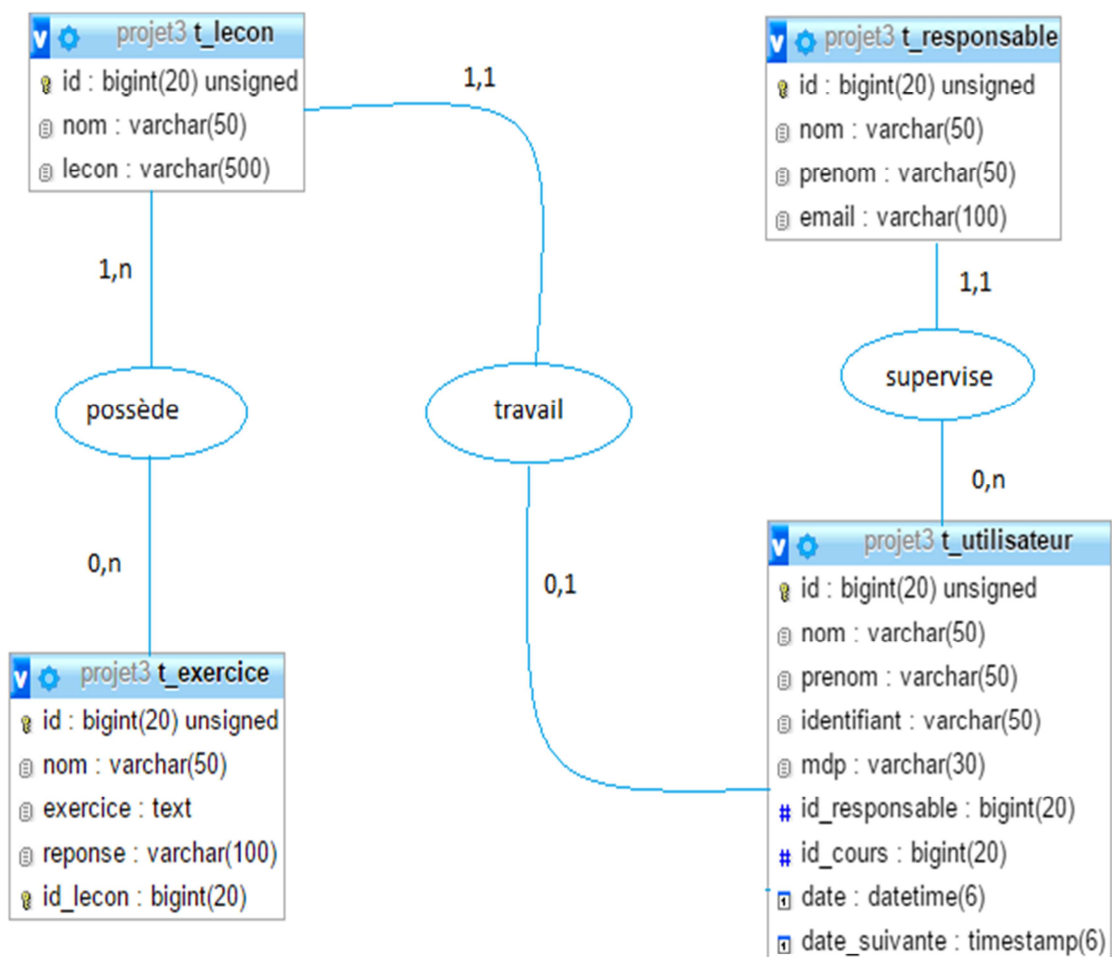 projet3 t_lecon
id : bigint(20) unsigned
nom : varchar(50)
lecon : varchar(500)
projet3 t_responsable
id : bigint(20) unsigned
nom : varchar(50)
prenom : varchar(50)
email : varchar(100)
1,1
1,n
1,1
possède
travail
supervise
0,n
0,1
0,n
projet3 t_exercice
id : bigint(20) unsigned
nom : varchar(50)
exercice : text
reponse : varchar(100)
id_lecon : bigint(20)
projet3 t_utilisateur
id : bigint(20) unsigned
nom : varchar(50)
prenom : varchar(50)
identifiant : varchar(50)
mdp : varchar(30)
# id_responsable : bigint(20)
# id_cours : bigint(20)
date : datetime(6)
date_suivante : timestamp(6)